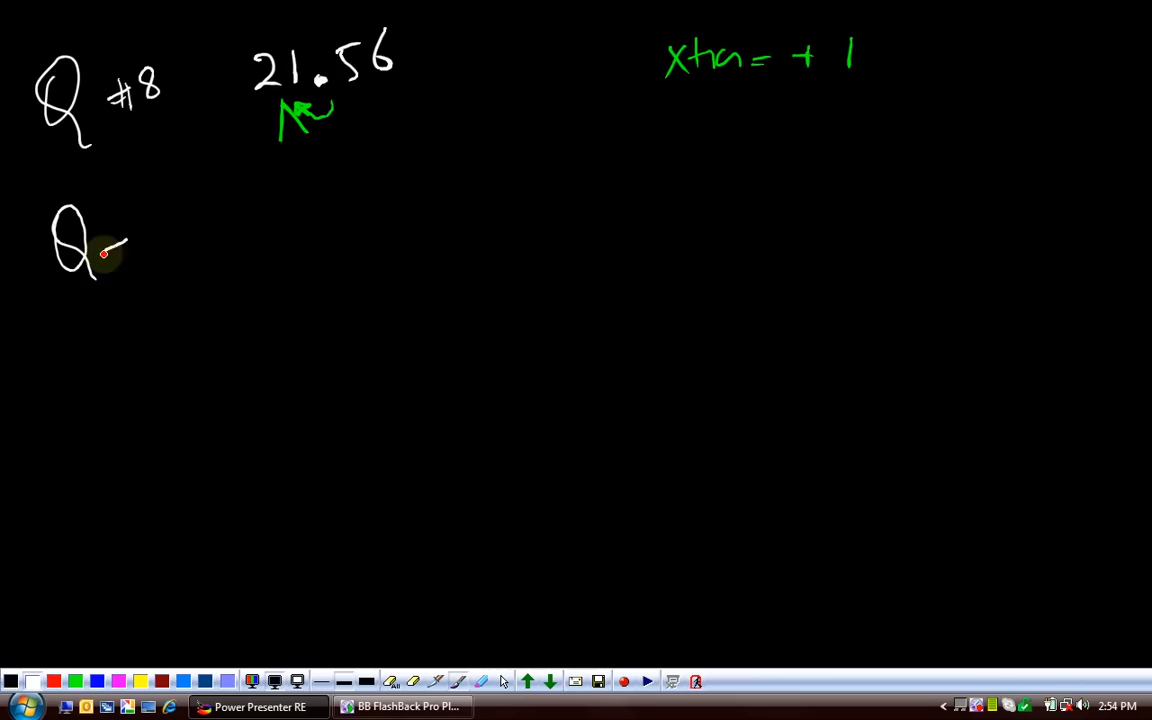 Q #8 21.56 xtra = + 1
Q
Power Presenter RE BB FlashBack Pro Pl... 2:54 PM